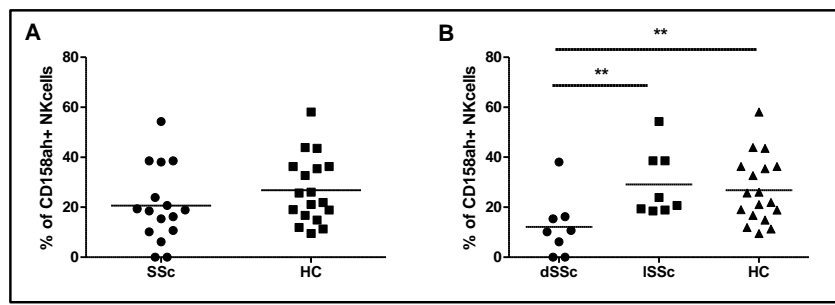 A
B
% of CD158ah+ NKcells
80
60
40
20
0
SSc
HC
% of CD158ah+ NKcells
80
60
40
20
0
**
**
dSSc
lSSc
HC